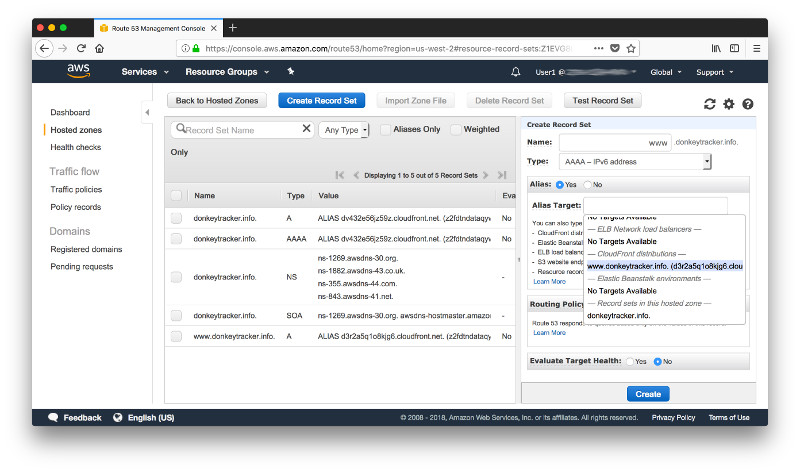 Route 53 Management Console
https://console.aws.amazon.com/route53/home?region=us-west-2#resource-record-sets:Z1EVG
aws
Services
Resource Groups
User1 @
Global
Support
Dashboard
Hosted zones
Health checks
Traffic flow
Traffic policies
Policy records
Domains
Registered domains
Pending requests
Back to Hosted Zones
Create Record Set
Import Zone File
Delete Record Set
Test Record Set
Record Set Name
Any Type
Aliases Only
Weighted
Only
Displaying 1 to 5 out of 5 Record Sets
Name Type Value Eva
donkeytracker.info. A ALIAS dv432e56jz59z.cloudfront.net. (z2fdtndataqyw No
donkeytracker.info. AAAA ALIAS dv432e56jz59z.cloudfront.net. (z2fdtndataqyw No
ns-1269.awsdns-30.org.
ns-1882.awsdns-43.co.uk.
donkeytracker.info. NS -
ns-355.awsdns-44.com.
ns-843.awsdns-41.net.
donkeytracker.info. SOA ns-1269.awsdns-30.org. awsdns-hostmaster.amazo -
www.donkeytracker.info. A ALIAS d3r2a5q1o8kjg6.cloudfront.net. (z2fdtndataq No
Create Record Set
Name: www .donkeytracker.info.
Type: AAAA – IPv6 address
Alias: Yes No
Alias Target:
You can also type
- CloudFront dist
- Elastic Beanstalk
- ELB load balanc
- S3 website endp
- Resource recor
Learn More
No Targets Available
— ELB Network load balancers —
No Targets Available
— CloudFront distributions —
www.donkeytracker.info. (d3r2a5q1o8kjg6.clou
— Elastic Beanstalk environments —
No Targets Available
— Record sets in this hosted zone —
donkeytracker.info.
Routing Policy
Route 53 respon
Learn More
Evaluate Target Health: Yes No
Create
Feedback
English (US)
© 2008 - 2018, Amazon Web Services, Inc. or its affiliates. All rights reserved.
Privacy Policy
Terms of Use